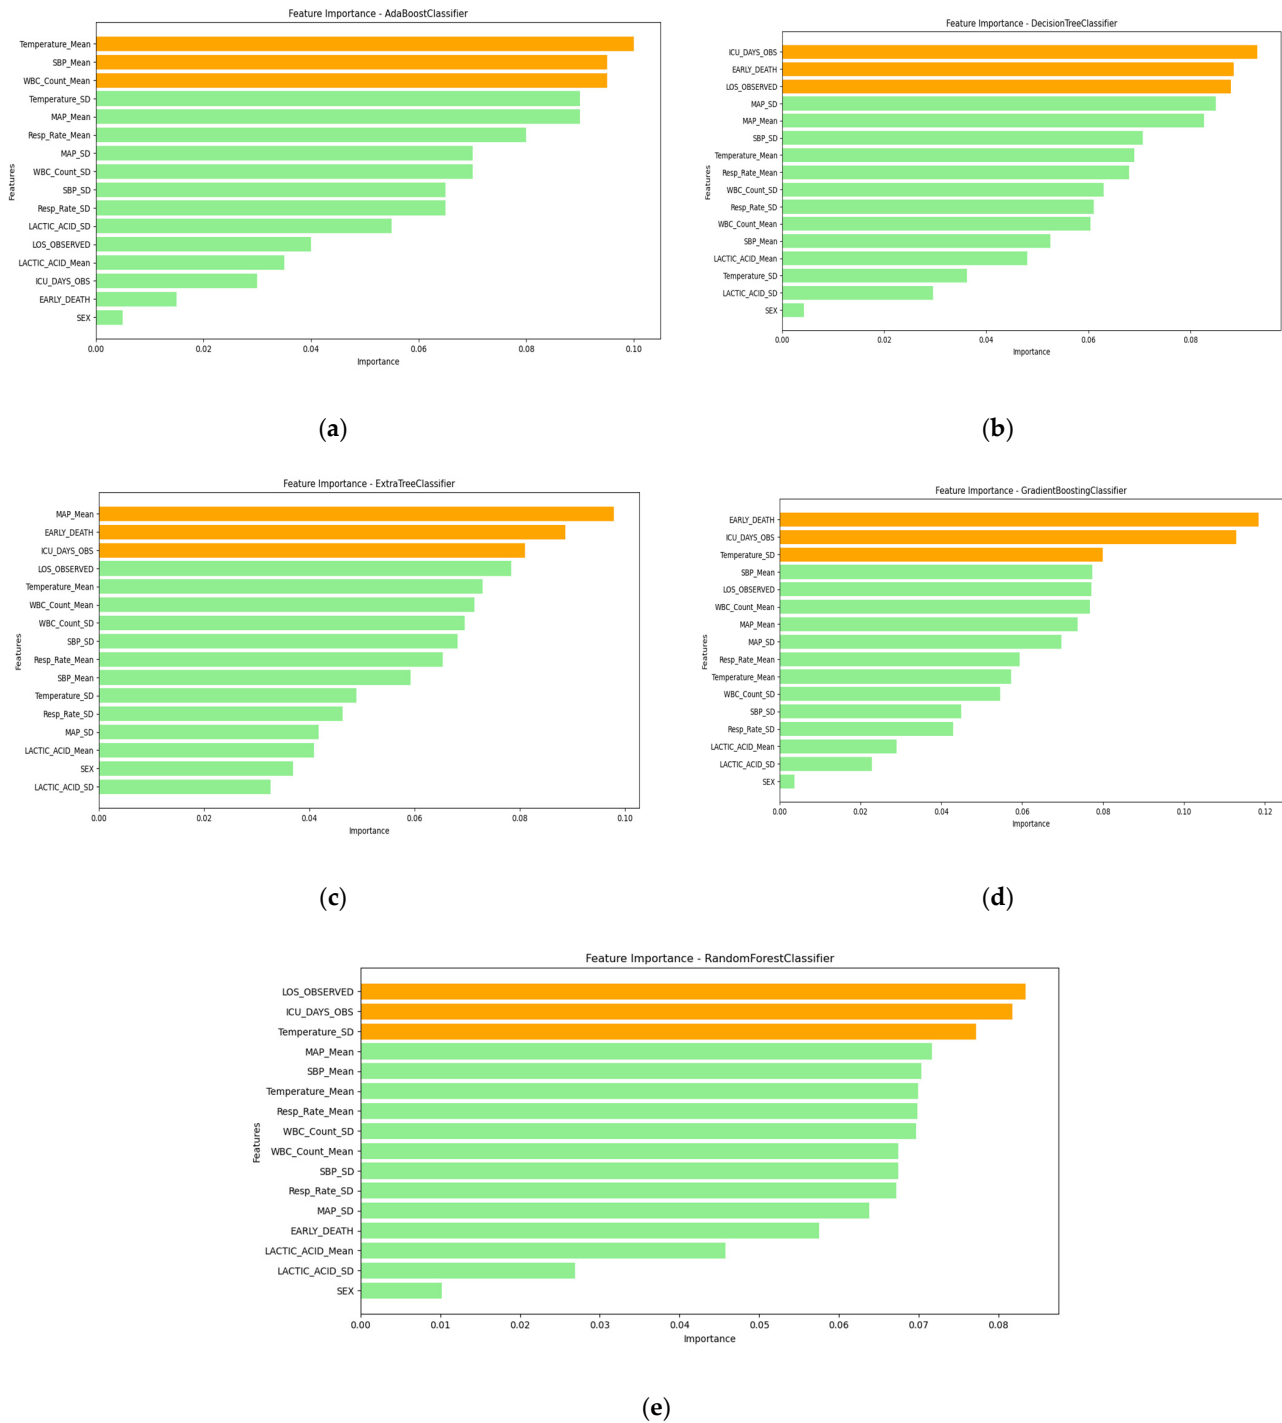 Feature Importance - AdaBoostClassifier
Features
Temperature_Mean
SBP_Mean
WBC_Count_Mean
Temperature_SD
MAP_Mean
Resp_Rate_Mean
MAP_SD
WBC_Count_SD
SBP_SD
Resp_Rate_SD
LACTIC_ACID_SD
LOS_OBSERVED
LACTIC_ACID_Mean
ICU_DAYS_OBS
EARLY_DEATH
SEX
0.00 0.02 0.04 0.06 0.08 0.10
Importance
(a)
Feature Importance - DecisionTreeClassifier
Features
ICU_DAYS_OBS
EARLY_DEATH
LOS_OBSERVED
MAP_SD
MAP_Mean
SBP_SD
Temperature_Mean
Resp_Rate_Mean
WBC_Count_SD
Resp_Rate_SD
WBC_Count_Mean
SBP_Mean
LACTIC_ACID_Mean
Temperature_SD
LACTIC_ACID_SD
SEX
0.00 0.02 0.04 0.06 0.08
Importance
(b)
Feature Importance - ExtraTreeClassifier
Features
MAP_Mean
EARLY_DEATH
ICU_DAYS_OBS
LOS_OBSERVED
Temperature_Mean
WBC_Count_Mean
WBC_Count_SD
SBP_SD
Resp_Rate_Mean
SBP_Mean
Temperature_SD
Resp_Rate_SD
MAP_SD
LACTIC_ACID_Mean
SEX
LACTIC_ACID_SD
0.00 0.02 0.04 0.06 0.08 0.10
Importance
(c)
Feature Importance - GradientBoostingClassifier
Features
EARLY_DEATH
ICU_DAYS_OBS
Temperature_SD
SBP_Mean
LOS_OBSERVED
WBC_Count_Mean
MAP_Mean
MAP_SD
Resp_Rate_Mean
Temperature_Mean
WBC_Count_SD
SBP_SD
Resp_Rate_SD
LACTIC_ACID_Mean
LACTIC_ACID_SD
SEX
0.00 0.02 0.04 0.06 0.08 0.10 0.12
Importance
(d)
Feature Importance - RandomForestClassifier
Features
LOS_OBSERVED
ICU_DAYS_OBS
Temperature_SD
MAP_Mean
SBP_Mean
Temperature_Mean
Resp_Rate_Mean
WBC_Count_SD
WBC_Count_Mean
SBP_SD
Resp_Rate_SD
MAP_SD
EARLY_DEATH
LACTIC_ACID_Mean
LACTIC_ACID_SD
SEX
0.00 0.01 0.02 0.03 0.04 0.05 0.06 0.07 0.08
Importance
(e)